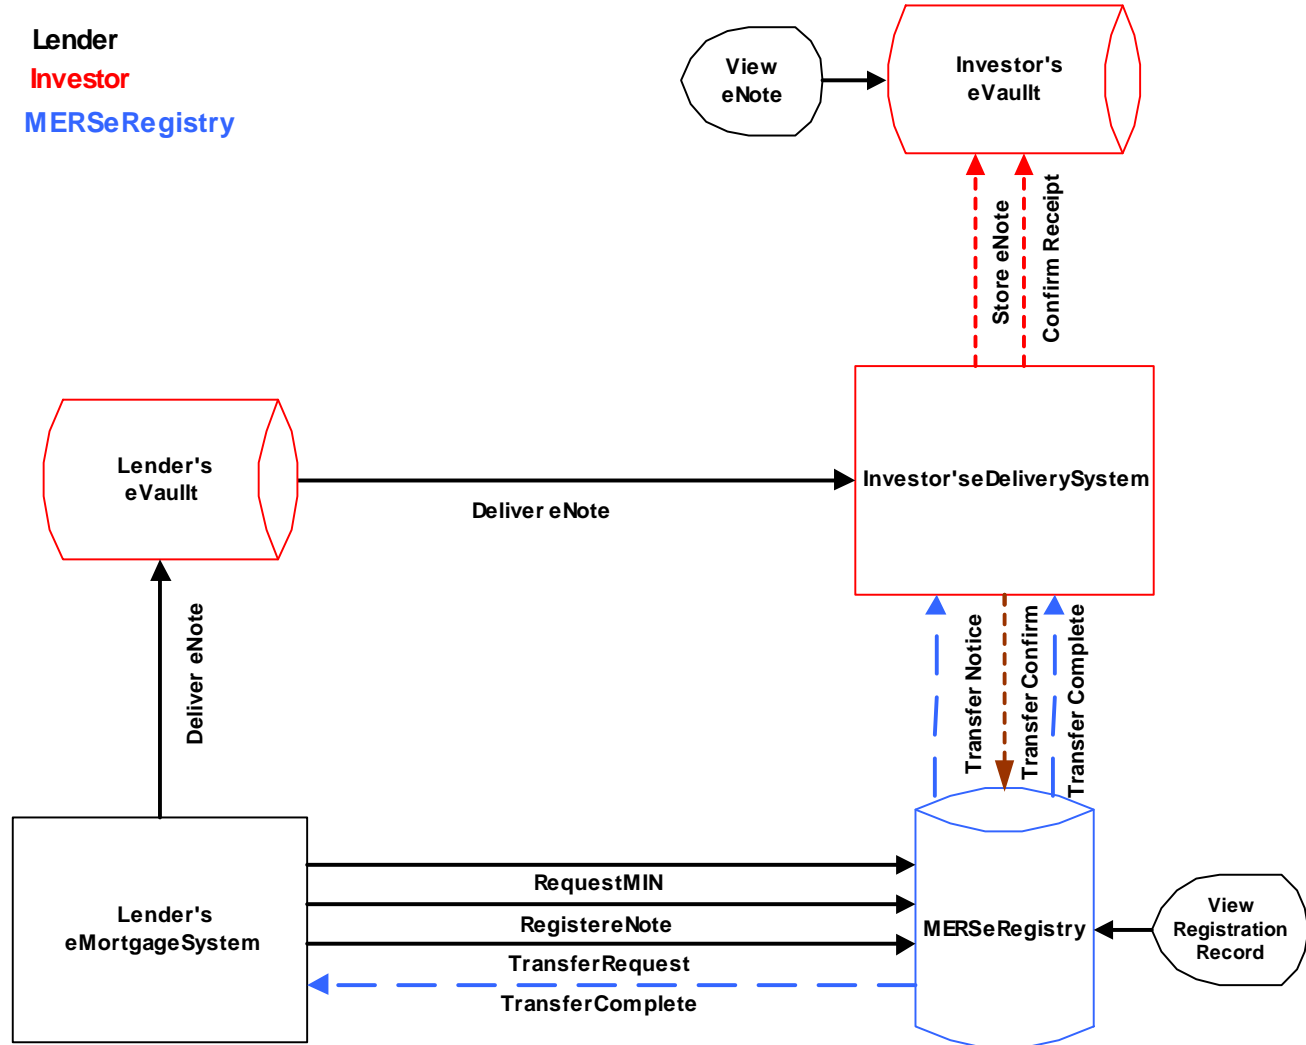 Lender
Investor
MERSeRegistry
View
eNote
Investor's
eVaullt
Store eNote
Confirm Receipt
Lender's
eVaullt
Deliver eNote
Investor'seDeliverySystem
Deliver eNote
Transfer Notice
Transfer Confirm
Transfer Complete
Lender's
eMortgageSystem
RequestMIN
RegistereNote
TransferRequest
TransferComplete
MERSeRegistry
View
Registration
Record